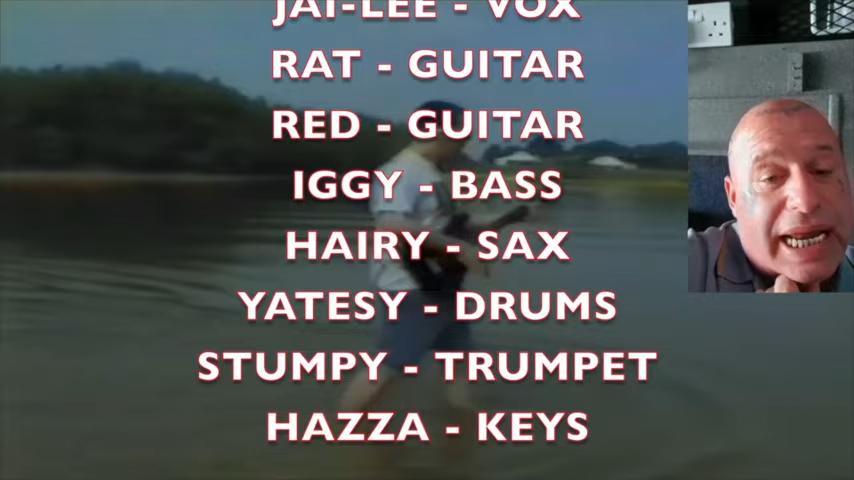 JAI-LEE - VOX
RAT - GUITAR
RED - GUITAR
IGGY - BASS
HAIRY - SAX
YATESY - DRUMS
STUMPY - TRUMPET
HAZZA - KEYS